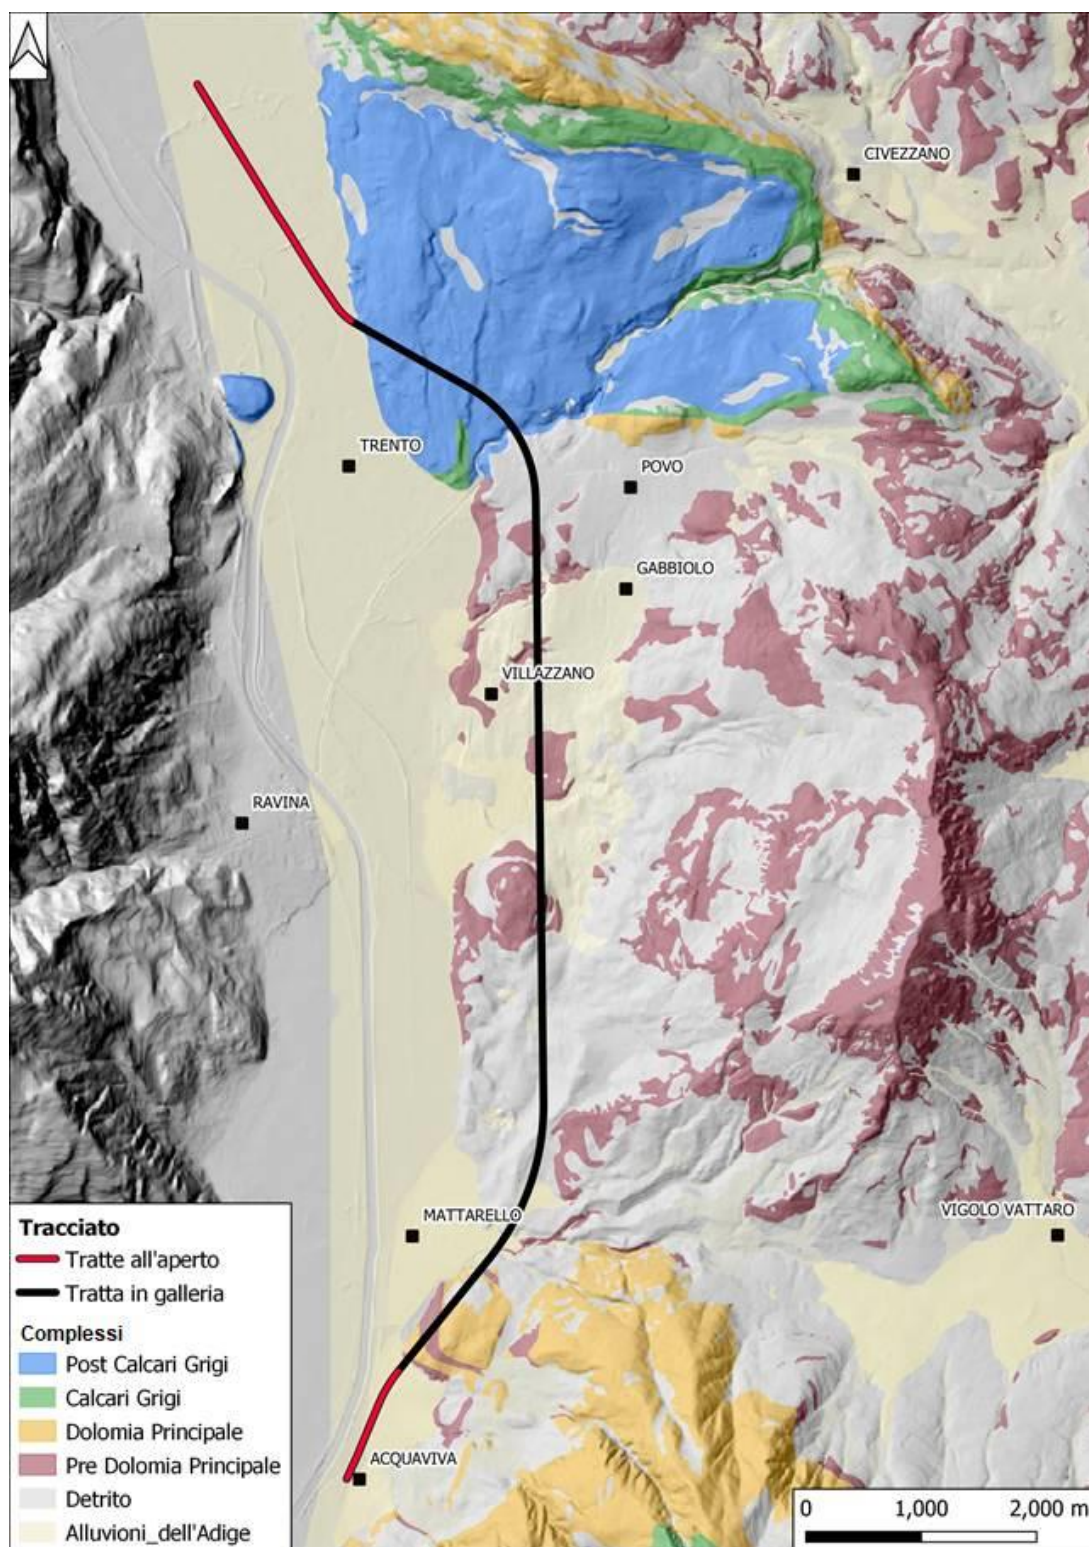 CIVEZZANO
TRENTO
POVO
GABBIOLO
VILLAZZANO
RAVINA
MATTARELLO
VIGOLO VATTARO
ACQUAVIVA
Tracciato
Tratte all'aperto
Tratta in galleria
Complessi
Post Calcari Grigi
Calcari Grigi
Dolomia Principale
Pre Dolomia Principale
Detrito
Alluvioni_dell'Adige
0 1,000 2,000 m